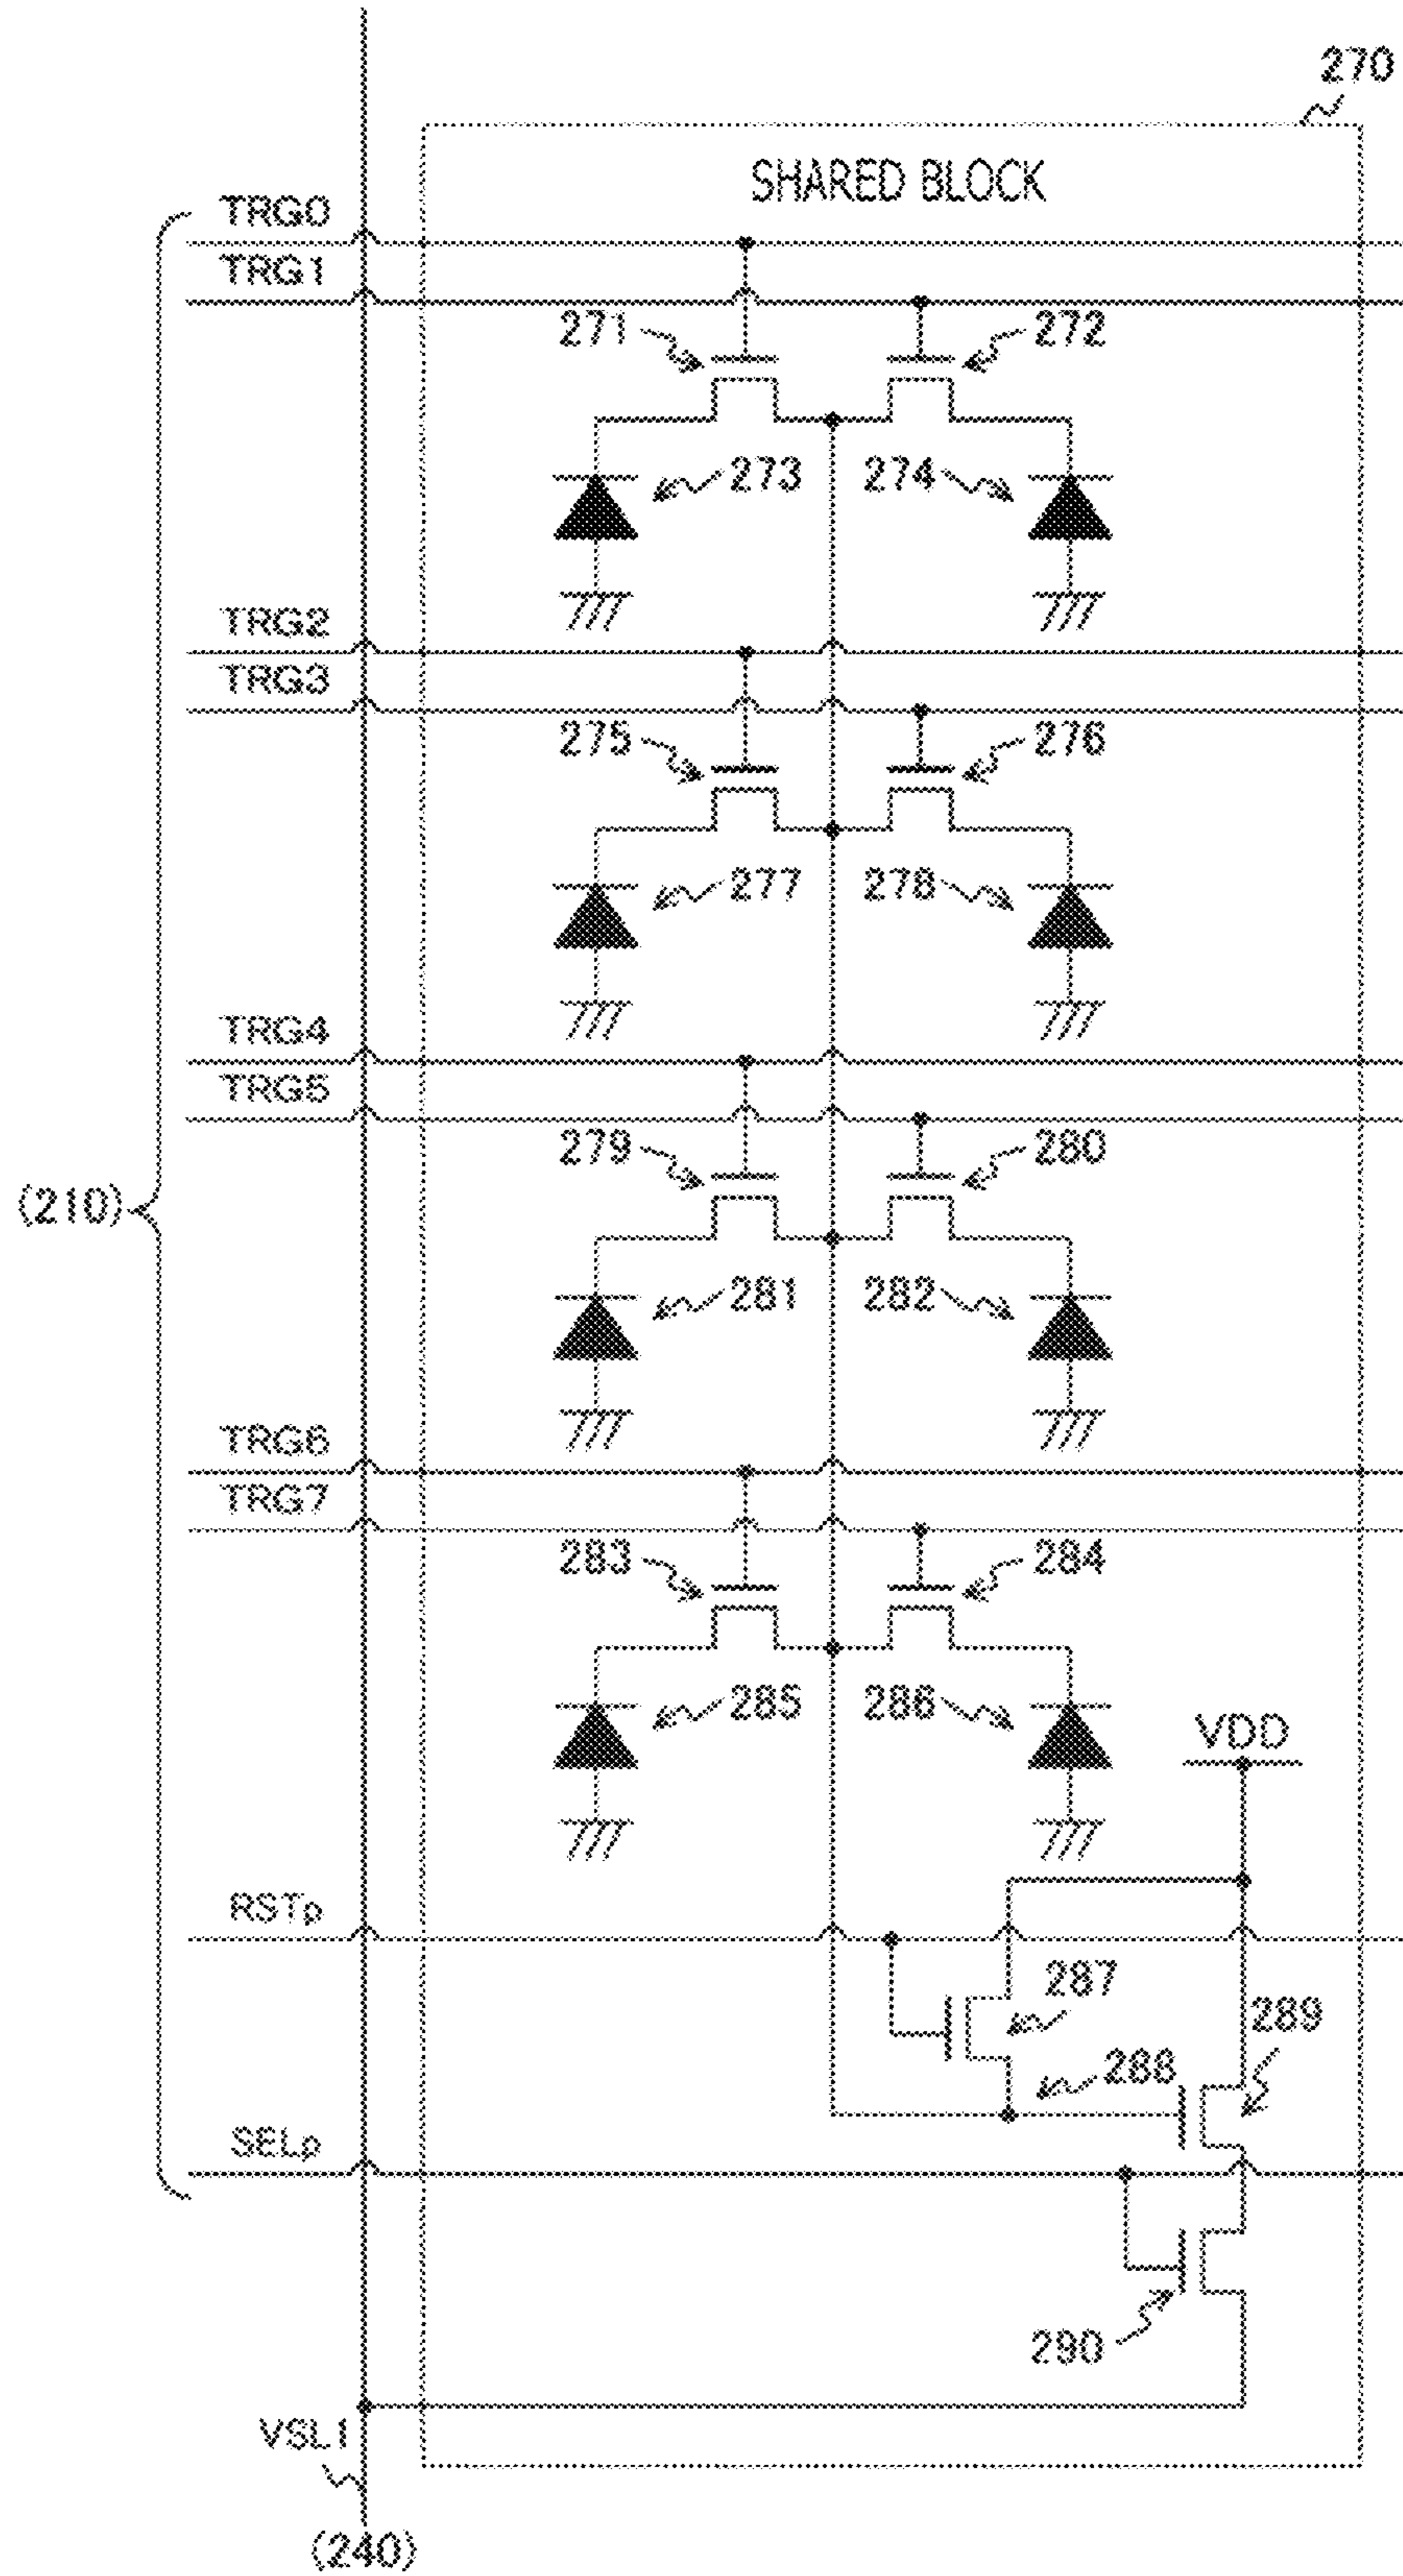 270
SHARED BLOCK
TRG0
TRG1
271
272
273
274
TRG2
TRG3
275
276
277
278
TRG4
TRG5
(210)
279
280
281
282
TRG6
TRG7
283
284
285
286
VDD
RSTp
287
289
288
SELp
290
VSL1
(240)